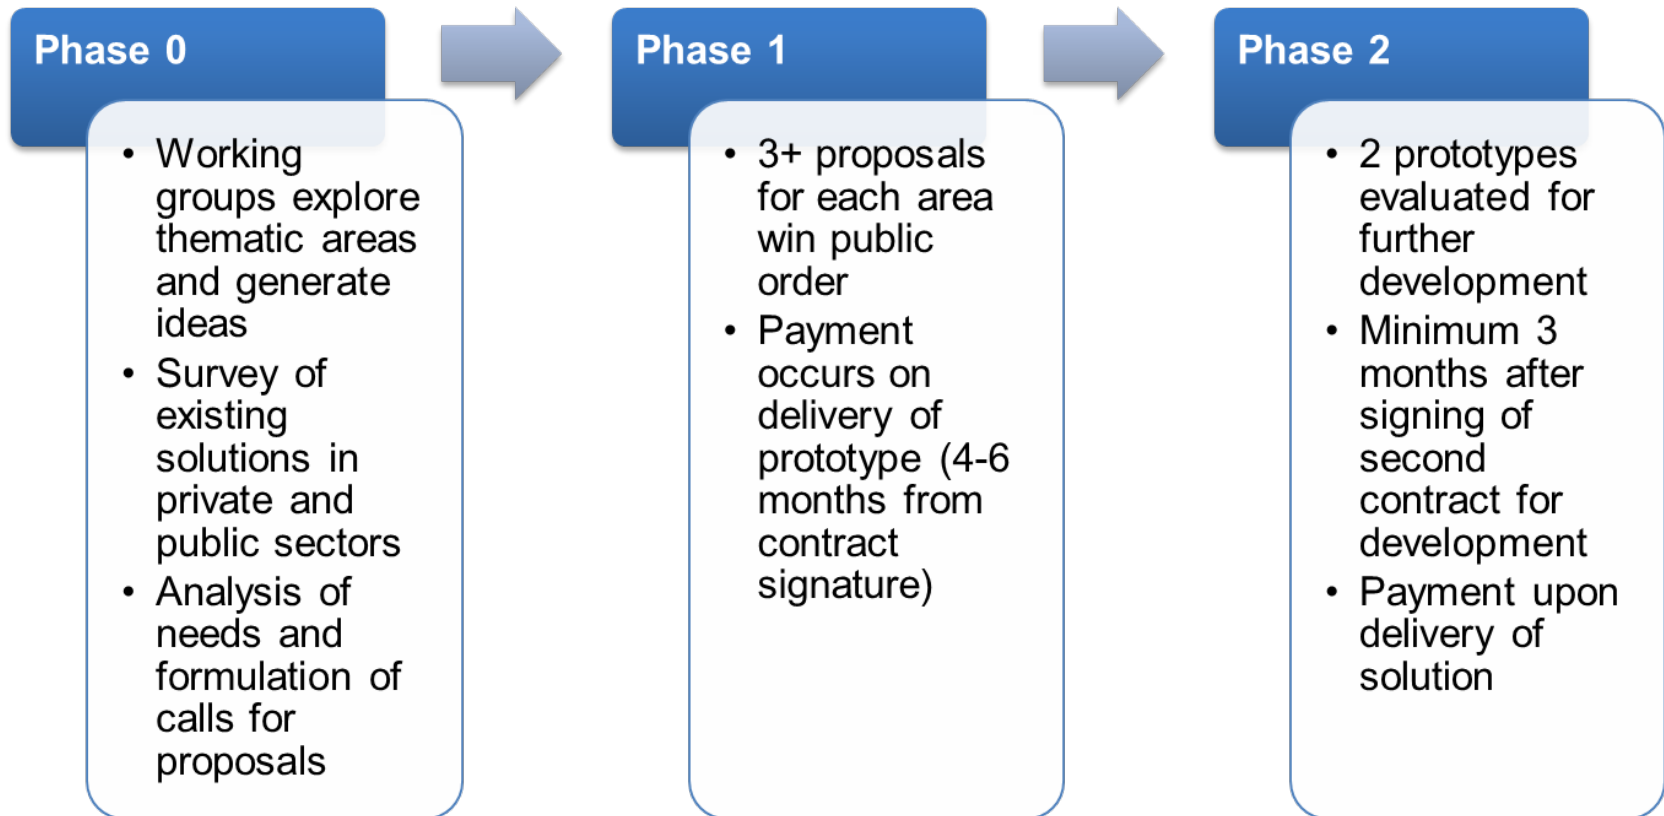 Phase 0
• Working
groups explore
thematic areas
and generate
ideas
• Survey of
existing
solutions in
private and
public sectors
• Analysis of
needs and
formulation of
calls for
proposals
Phase 1
• 3+ proposals
for each area
win public
order
• Payment
occurs on
delivery of
prototype (4-6
months from
contract
signature)
Phase 2
• 2 prototypes
evaluated for
further
development
• Minimum 3
months after
signing of
second
contract for
development
• Payment upon
delivery of
solution